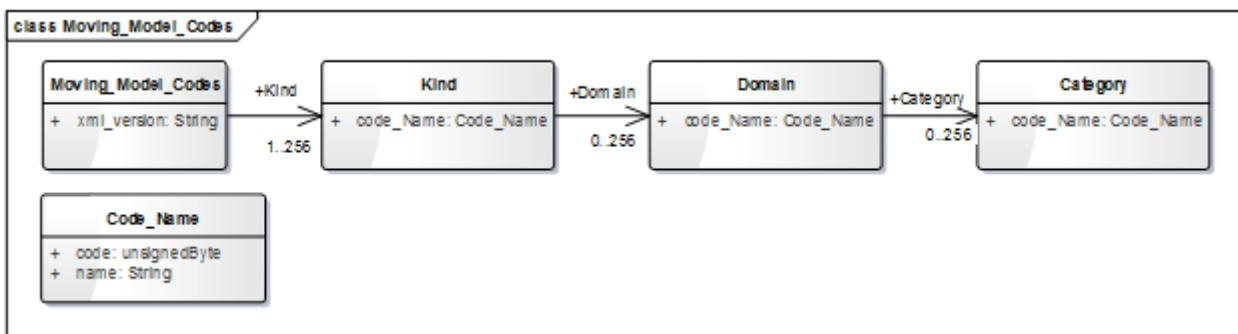 class Moving_Model_Codes
Moving_Model_Codes
+ xml_version: String
+Kind
1..256
Kind
+ code_Name: Code_Name
+Domain
0..256
Domain
+ code_Name: Code_Name
+Category
0..256
Category
+ code_Name: Code_Name
Code_Name
+ code: unsignedByte
+ name: String